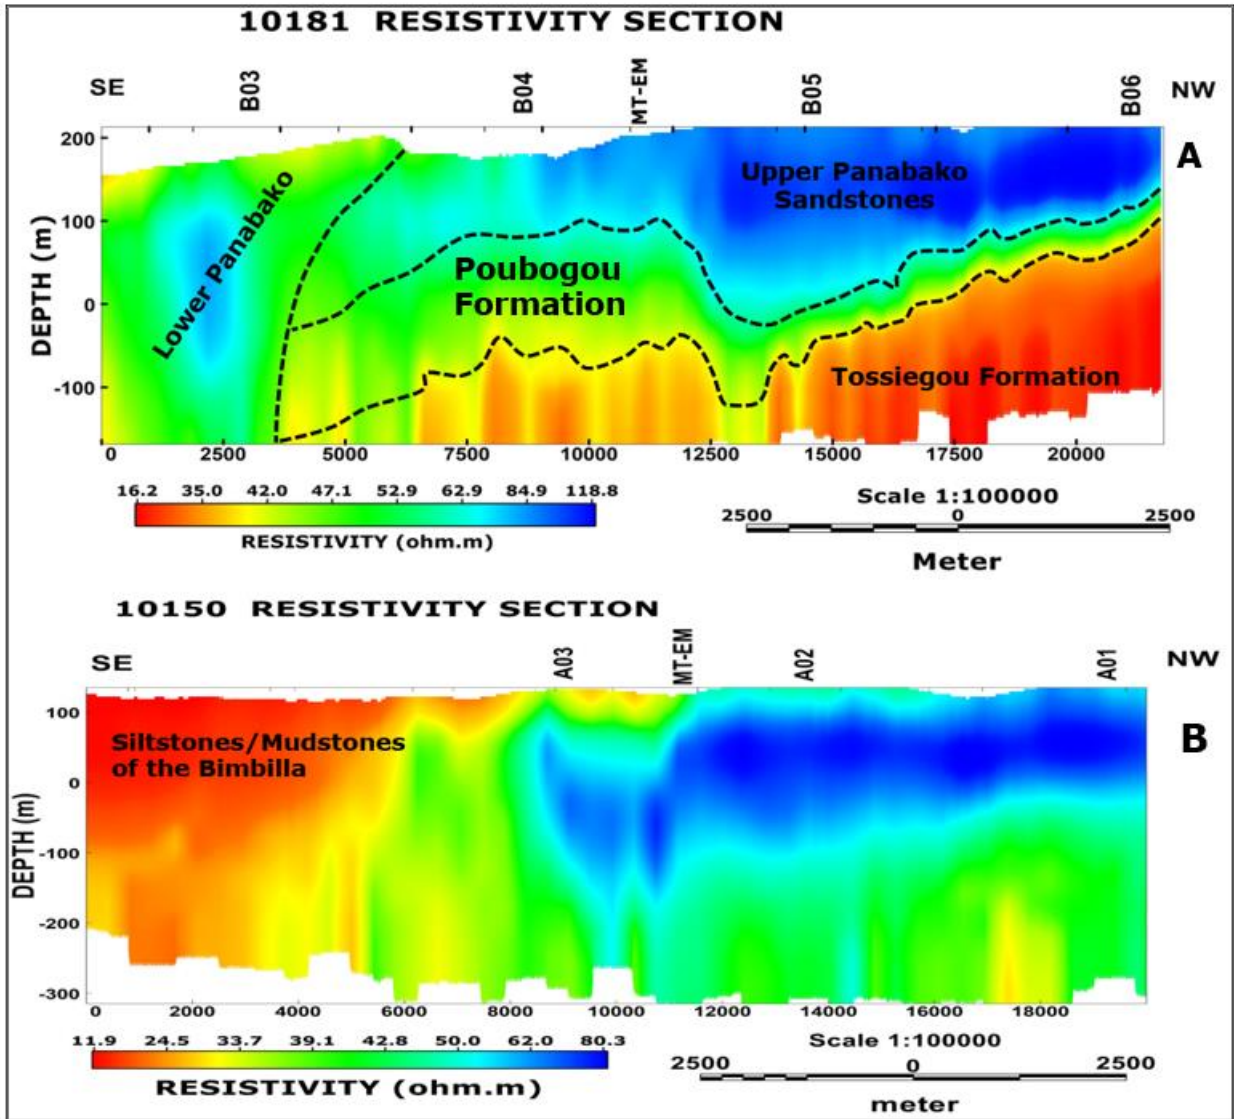 10181 RESISTIVITY SECTION
SE B03 B04 MT-EM B05 B06 NW
A
DEPTH (m)
200
100
0
-100
Lower Panabako
Poubogou
Formation
Upper Panabako
Sandstones
Tossiegou Formation
0 2500 5000 7500 10000 12500 15000 17500 20000
16.2 35.0 42.0 47.1 52.9 62.9 84.9 118.8
RESISTIVITY (ohm.m)
Scale 1:100000
2500 0 2500
Meter
10150 RESISTIVITY SECTION
SE A03 MT-EM A02 A01 NW
B
DEPTH (m)
100
0
-100
-200
-300
Siltstones/Mudstones
of the Bimbilla
0 2000 4000 6000 8000 10000 12000 14000 16000 18000
11.9 24.5 33.7 39.1 42.8 50.0 62.0 80.3
RESISTIVITY (ohm.m)
Scale 1:100000
2500 0 2500
meter